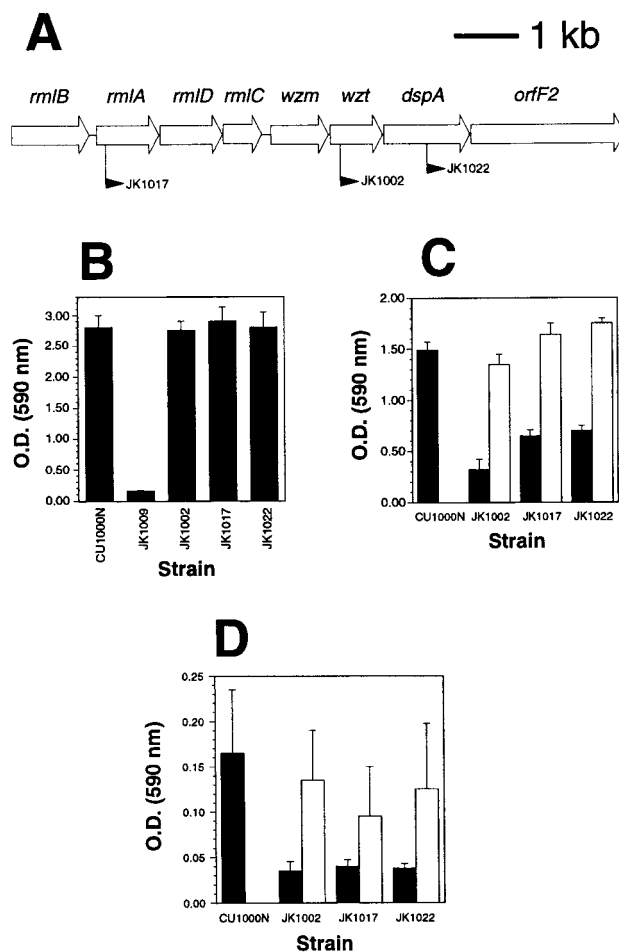 A
1 kb
rmlB rmlA rmlD rmlC wzm wzt dspA orfF2
JK1017 JK1002 JK1022
B
O.D. (590 nm)
3.00
2.50
2.00
1.50
1.00
0.50
0.00
CU1000N JK1009 JK1002 JK1017 JK1022
Strain
C
O.D. (590 nm)
2.00
1.50
1.00
0.50
0.00
CU1000N JK1002 JK1017 JK1022
Strain
D
O.D. (590 nm)
0.25
0.20
0.15
0.10
0.05
0.00
CU1000N JK1002 JK1017 JK1022
Strain